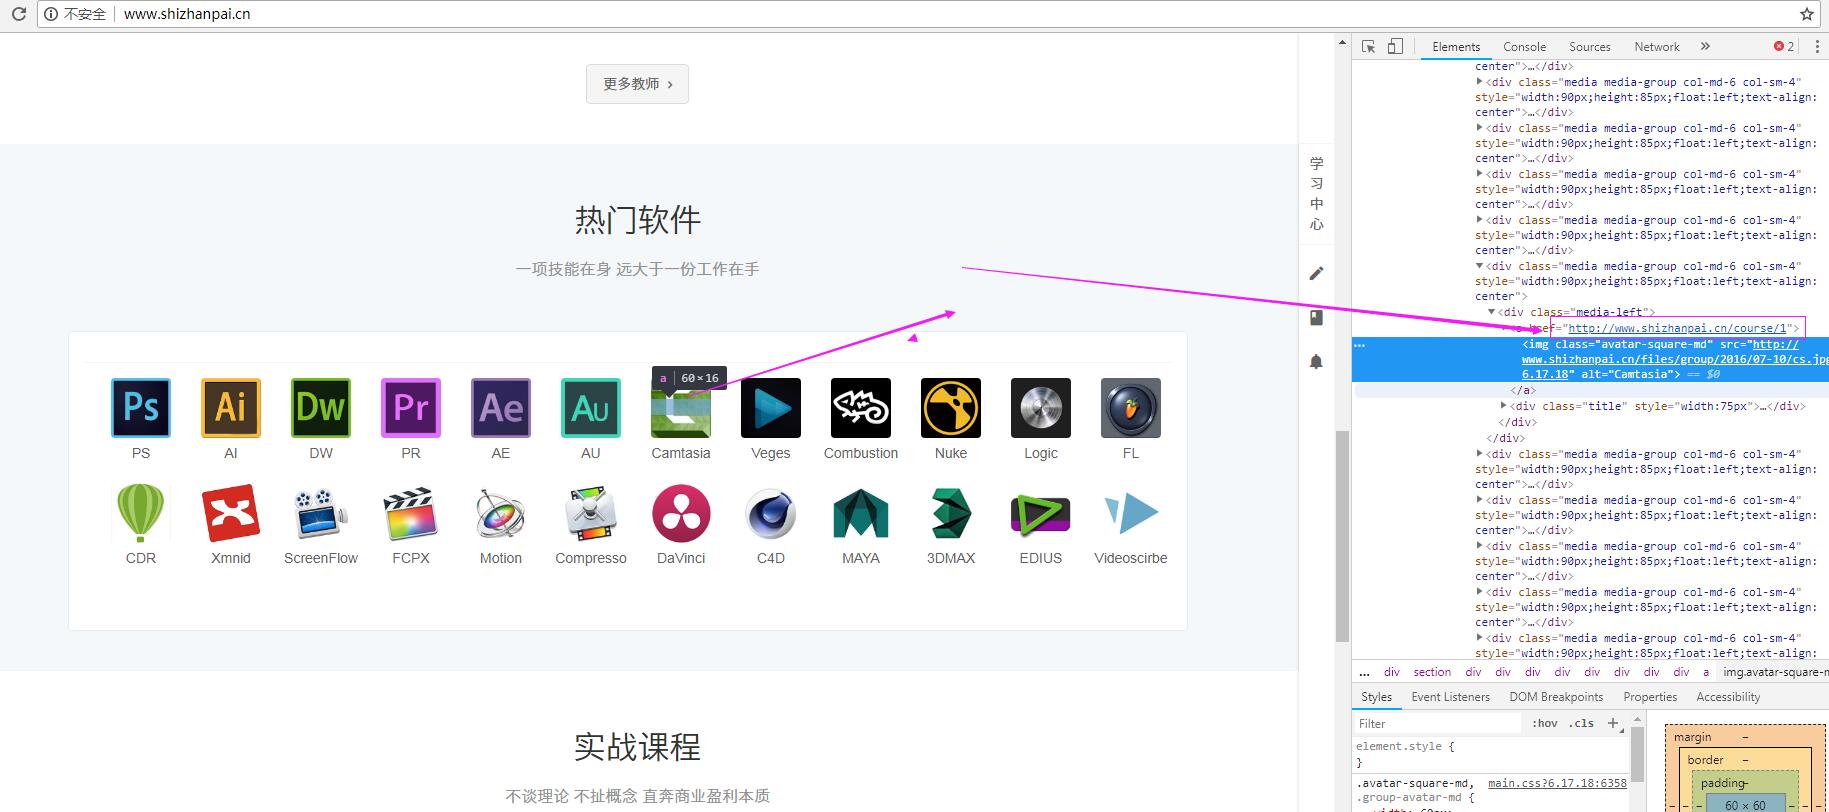 不安全 www.shizhanpai.cn
更多教师 ›
热门软件
一项技能在身 远大于一份工作在手
a 60×16
Ps Ai Dw Pr Ae Au
PS AI DW PR AE AU Camtasia Veges Combustion Nuke Logic FL
CDR Xmnid ScreenFlow FCPX Motion Compresso DaVinci C4D MAYA 3DMAX EDIUS Videoscirbe
实战课程
不谈理论 不扯概念 直奔商业盈利本质
学
习
中
心
Elements Console Sources Network » 2
center">…</div>
<div class="media media-group col-md-6 col-sm-4"
style="width:90px;height:85px;float:left;text-align:
center">…</div>
<div class="media media-group col-md-6 col-sm-4"
style="width:90px;height:85px;float:left;text-align:
center">…</div>
<div class="media media-group col-md-6 col-sm-4"
style="width:90px;height:85px;float:left;text-align:
center">…</div>
<div class="media media-group col-md-6 col-sm-4"
style="width:90px;height:85px;float:left;text-align:
center">…</div>
<div class="media media-group col-md-6 col-sm-4"
style="width:90px;height:85px;float:left;text-align:
center">
<div class="media-left">
<a href="http://www.shizhanpai.cn/course/1">
<img class="avatar-square-md" src="http://
www.shizhanpai.cn/files/group/2016/07-10/cs.jpg
6.17.18" alt="Camtasia"> == $0
</a>
<div class="title" style="width:75px">…</div>
</div>
</div>
<div class="media media-group col-md-6 col-sm-4"
style="width:90px;height:85px;float:left;text-align:
center">…</div>
<div class="media media-group col-md-6 col-sm-4"
style="width:90px;height:85px;float:left;text-align:
center">…</div>
<div class="media media-group col-md-6 col-sm-4"
style="width:90px;height:85px;float:left;text-align:
center">…</div>
<div class="media media-group col-md-6 col-sm-4"
style="width:90px;height:85px;float:left;text-align:
center">…</div>
<div class="media media-group col-md-6 col-sm-4"
style="width:90px;height:85px;float:left;text-align:
... div section div div div div div div div div a img.avatar-square-m
Styles Event Listeners DOM Breakpoints Properties Accessibility
Filter :hov .cls +
element.style {
}
.avatar-square-md, main.css?6.17.18:6358
.group-avatar-md {
margin –
border –
padding–
60 × 60